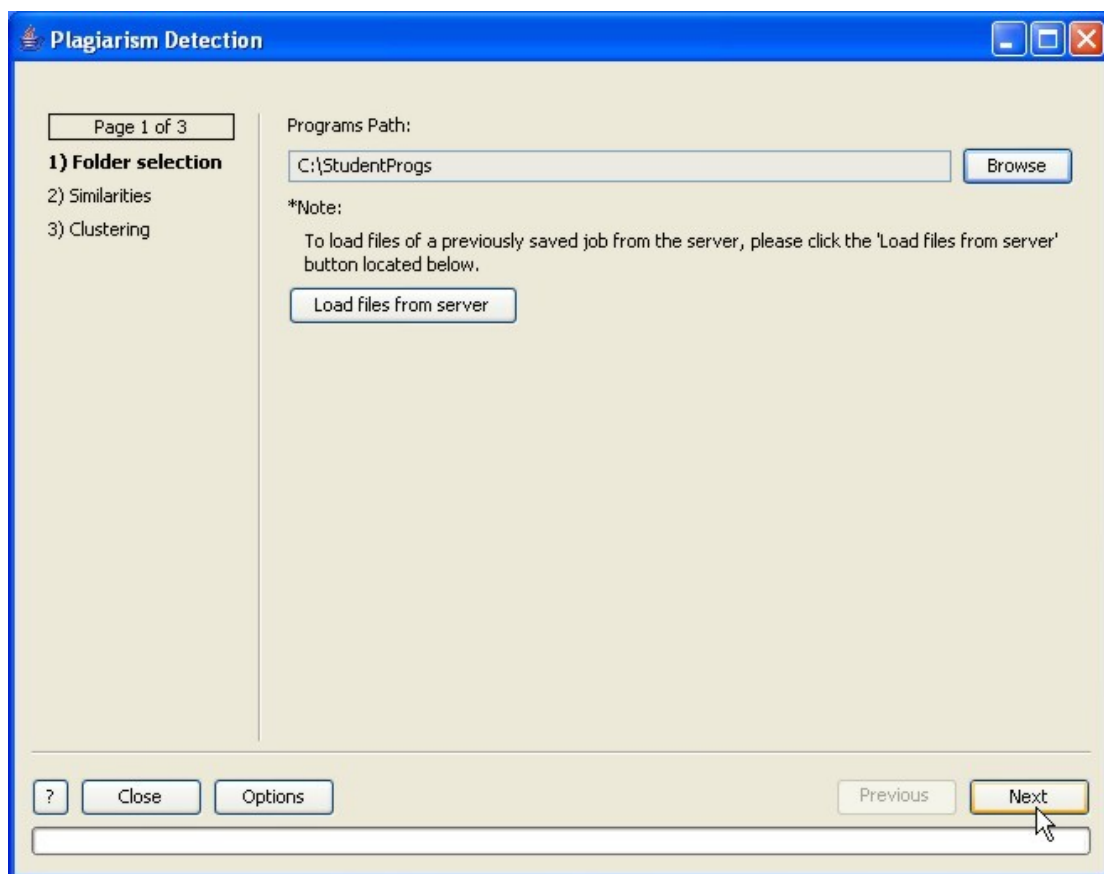 Plagiarism Detection
Page 1 of 3
1) Folder selection
2) Similarities
3) Clustering
Programs Path:
C:\StudentProgs
Browse
*Note:
To load files of a previously saved job from the server, please click the 'Load files from server'
button located below.
Load files from server
?
Close
Options
Previous
Next